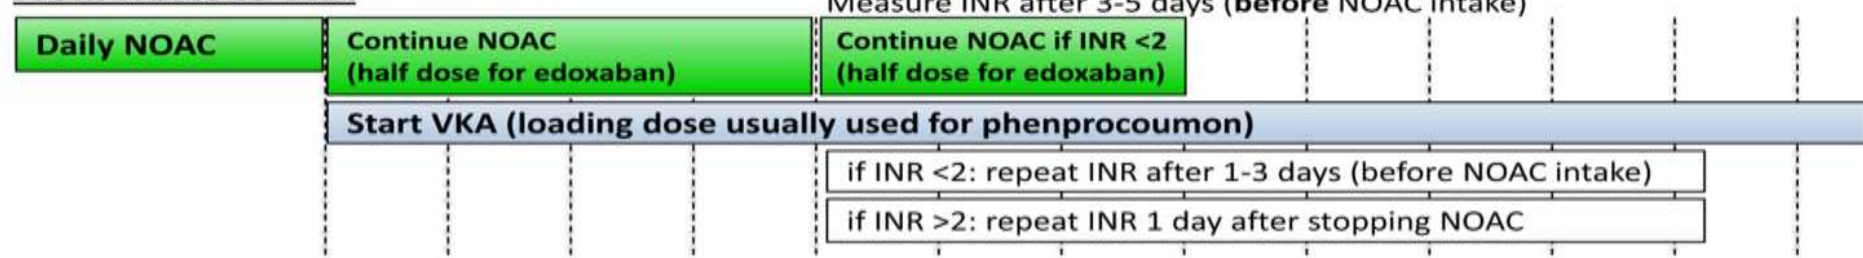 Measure INR after 3-5 days (before NOAC intake)
Daily NOAC
Continue NOAC
(half dose for edoxaban)
Continue NOAC if INR <2
(half dose for edoxaban)
Start VKA (loading dose usually used for phenprocoumon)
if INR <2: repeat INR after 1-3 days (before NOAC intake)
if INR >2: repeat INR 1 day after stopping NOAC